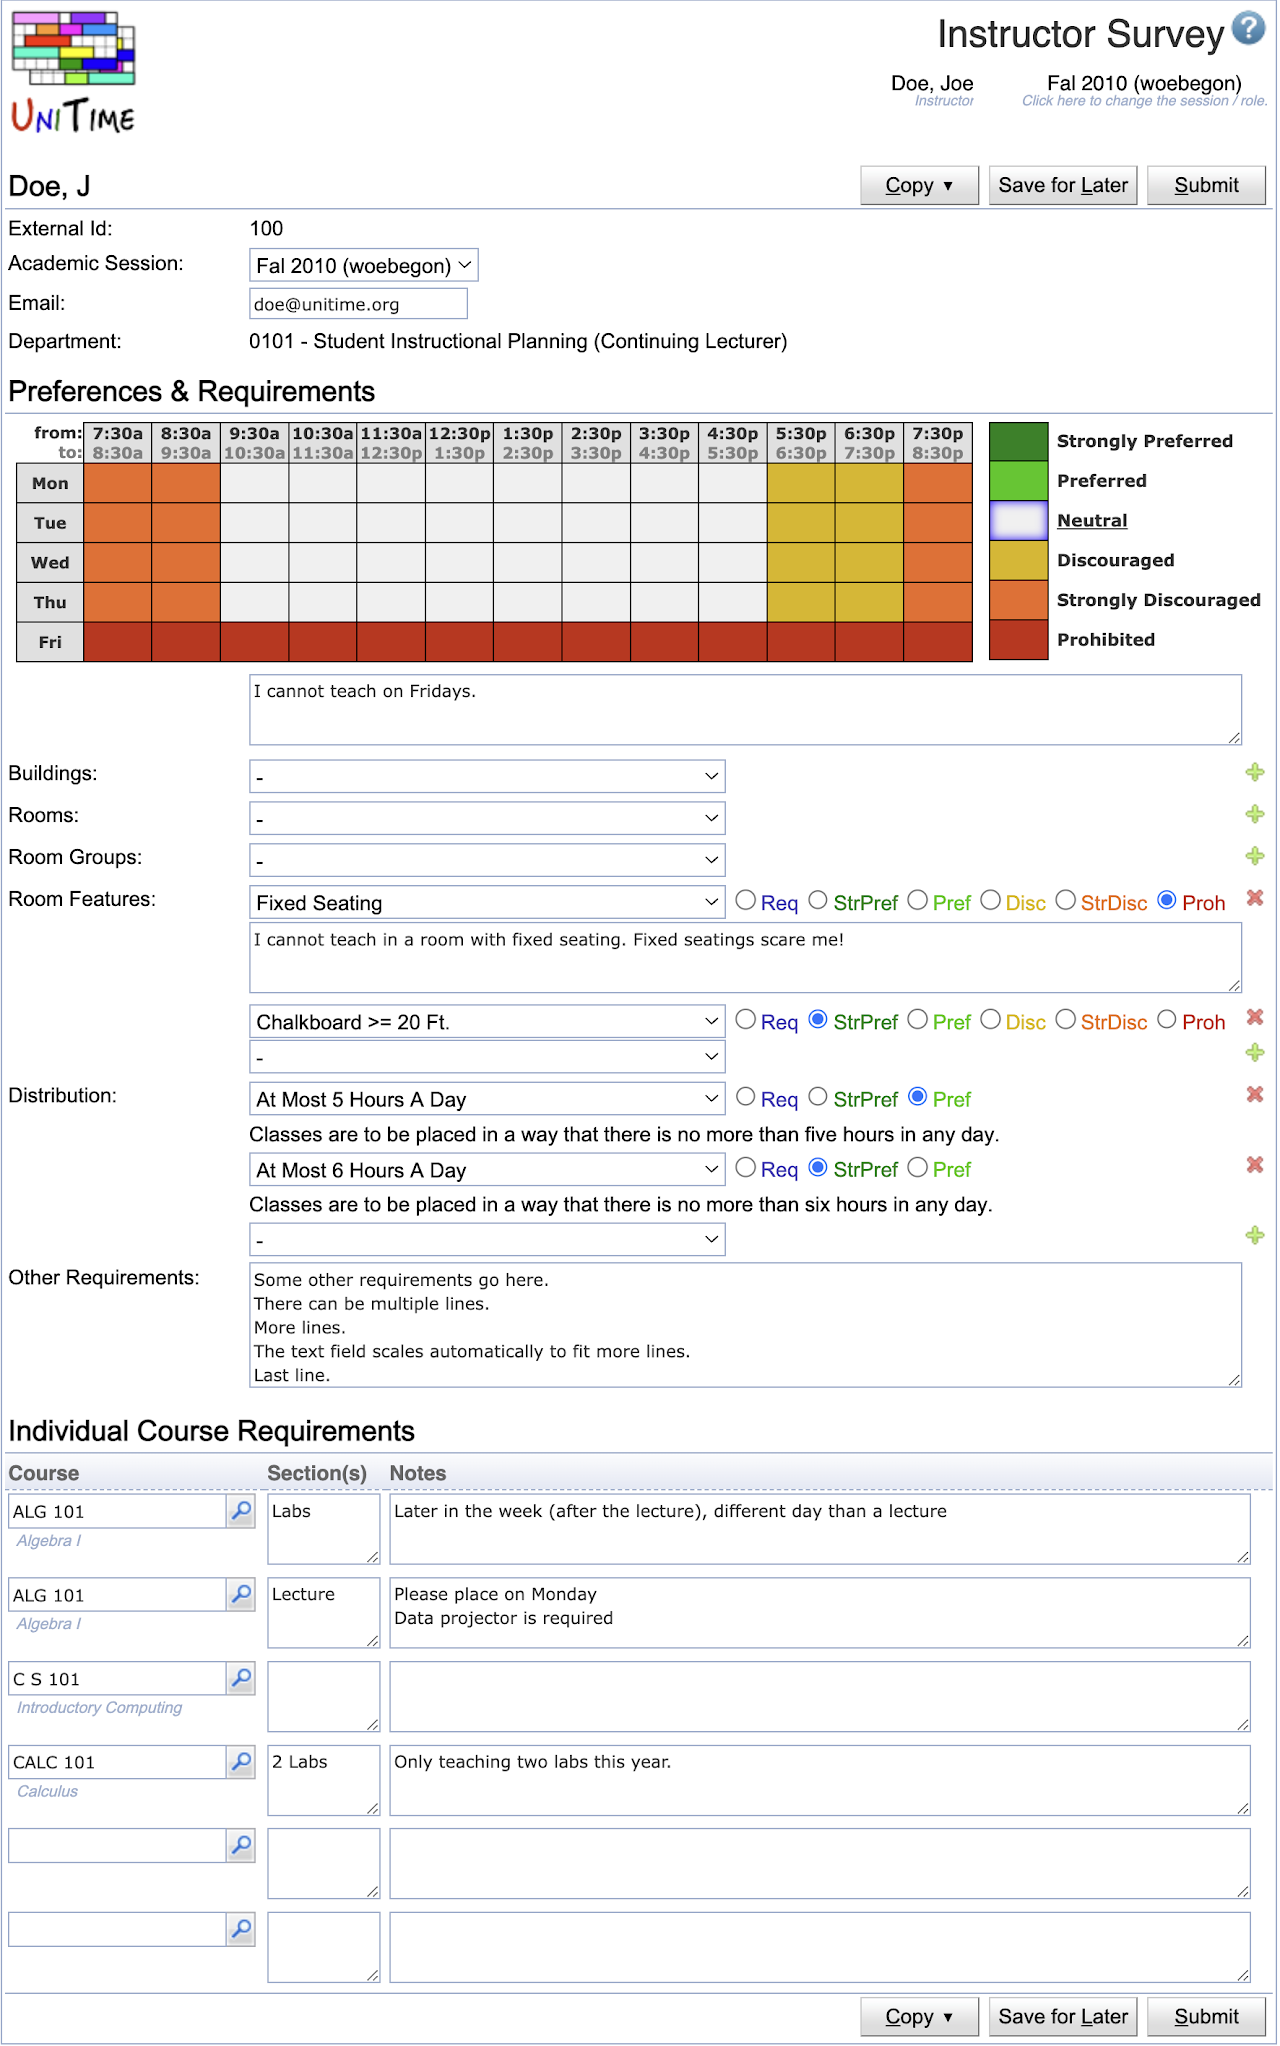 Instructor Survey
UniTime
Doe, Joe Fal 2010 (woebegon)
Instructor Click here to change the session / role.
Doe, J Copy ▼ Save for Later Submit
External Id: 100
Academic Session: Fal 2010 (woebegon)
Email: doe@unitime.org
Department: 0101 - Student Instructional Planning (Continuing Lecturer)
Preferences & Requirements
from: 7:30a 8:30a 9:30a 10:30a 11:30a 12:30p 1:30p 2:30p 3:30p 4:30p 5:30p 6:30p 7:30p
to: 8:30a 9:30a 10:30a 11:30a 12:30p 1:30p 2:30p 3:30p 4:30p 5:30p 6:30p 7:30p 8:30p
Mon
Tue
Wed
Thu
Fri
Strongly Preferred
Preferred
Neutral
Discouraged
Strongly Discouraged
Prohibited
I cannot teach on Fridays.
Buildings: -
Rooms: -
Room Groups: -
Room Features: Fixed Seating Req StrPref Pref Disc StrDisc Proh
I cannot teach in a room with fixed seating. Fixed seatings scare me!
Chalkboard >= 20 Ft. Req StrPref Pref Disc StrDisc Proh
-
Distribution: At Most 5 Hours A Day Req StrPref Pref
Classes are to be placed in a way that there is no more than five hours in any day.
At Most 6 Hours A Day Req StrPref Pref
Classes are to be placed in a way that there is no more than six hours in any day.
-
Other Requirements: Some other requirements go here.
There can be multiple lines.
More lines.
The text field scales automatically to fit more lines.
Last line.
Individual Course Requirements
Course Section(s) Notes
ALG 101 Labs Later in the week (after the lecture), different day than a lecture
Algebra I
ALG 101 Lecture Please place on Monday
Data projector is required
Algebra I
C S 101
Introductory Computing
CALC 101 2 Labs Only teaching two labs this year.
Calculus
Copy ▼ Save for Later Submit